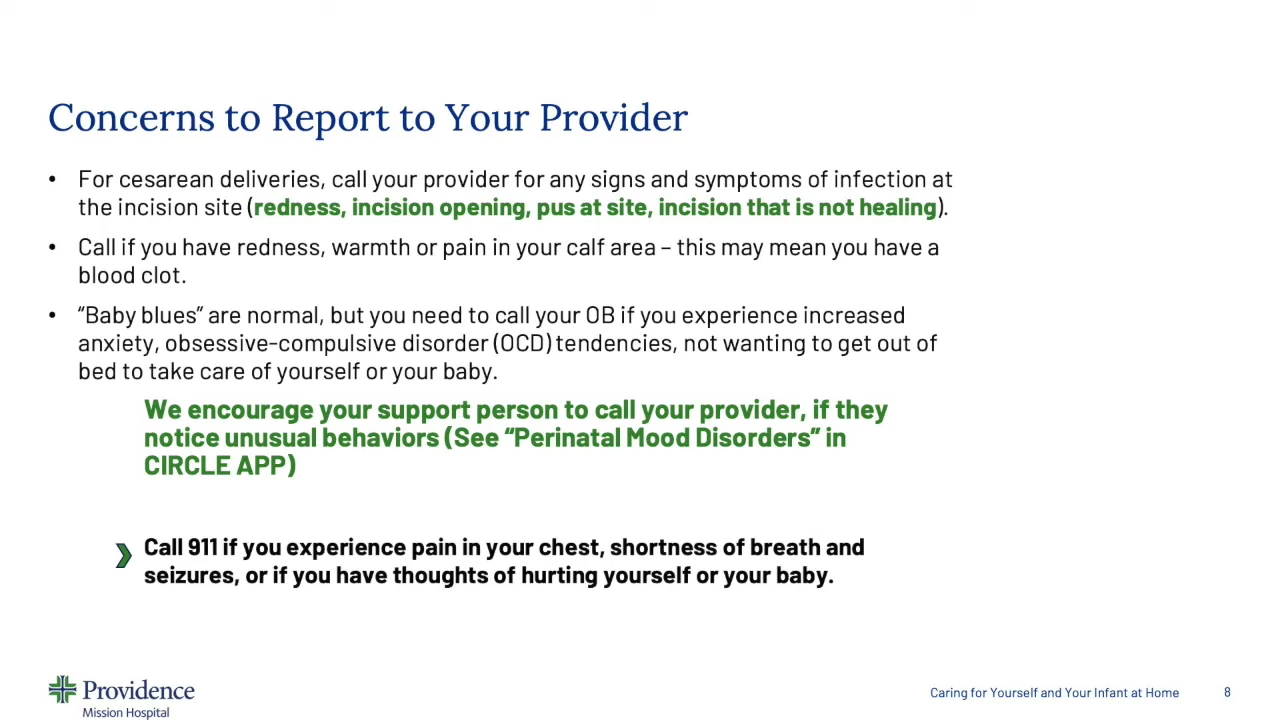 Concerns to Report to Your Provider
• For cesarean deliveries, call your provider for any signs and symptoms of infection at
the incision site (redness, incision opening, pus at site, incision that is not healing).
• Call if you have redness, warmth or pain in your calf area – this may mean you have a
blood clot.
• “Baby blues” are normal, but you need to call your OB if you experience increased
anxiety, obsessive-compulsive disorder (OCD) tendencies, not wanting to get out of
bed to take care of yourself or your baby.
We encourage your support person to call your provider, if they
notice unusual behaviors (See “Perinatal Mood Disorders” in
CIRCLE APP)
Call 911 if you experience pain in your chest, shortness of breath and
seizures, or if you have thoughts of hurting yourself or your baby.
Providence
Mission Hospital
Caring for Yourself and Your Infant at Home 8